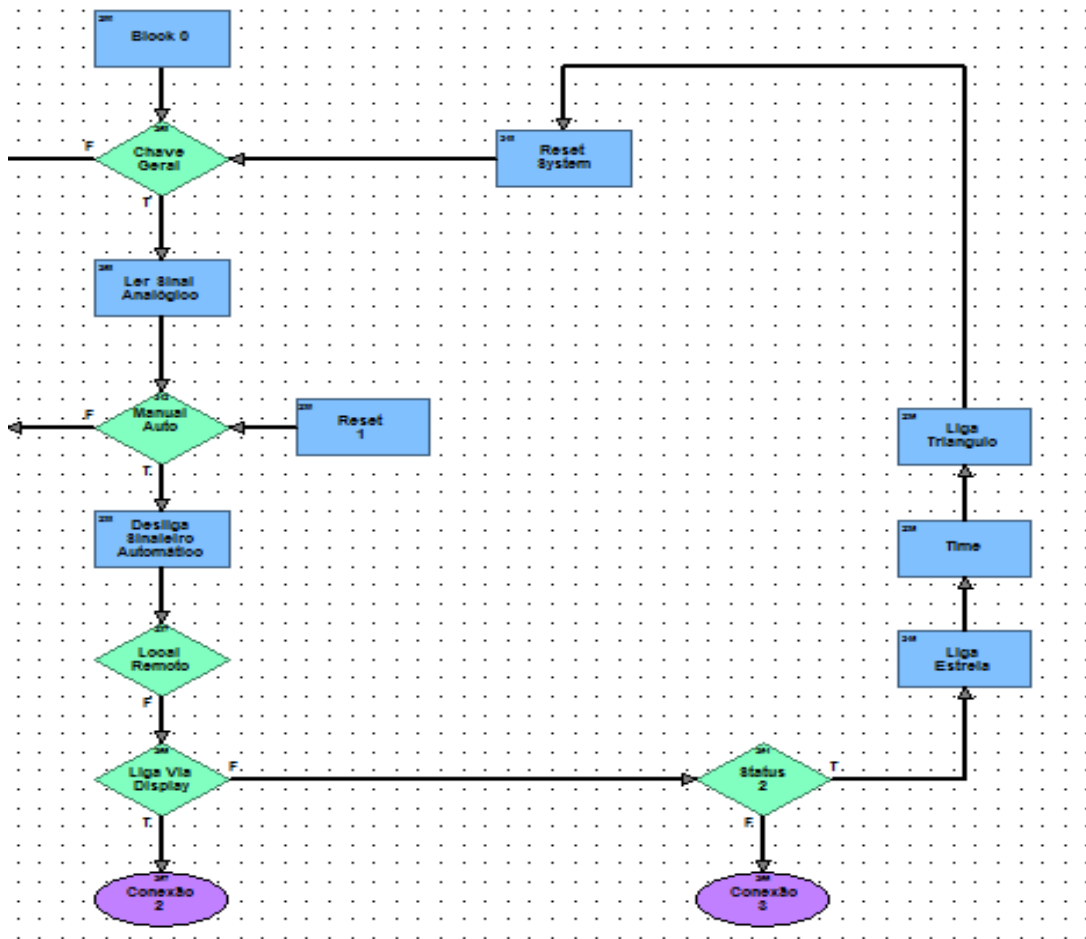 Block 0
F
Chave
Geral
T
Reset
System
Ler Sinal
Analógico
F
Manual
Auto
T
Reset
1
Liga
Triangulo
Desliga
Sinaleiro
Automático
Time
Local
Remoto
F
Liga
Estrela
Liga Via
Display
F
T
Status
2
T
F
Conexão
2
Conexão
3